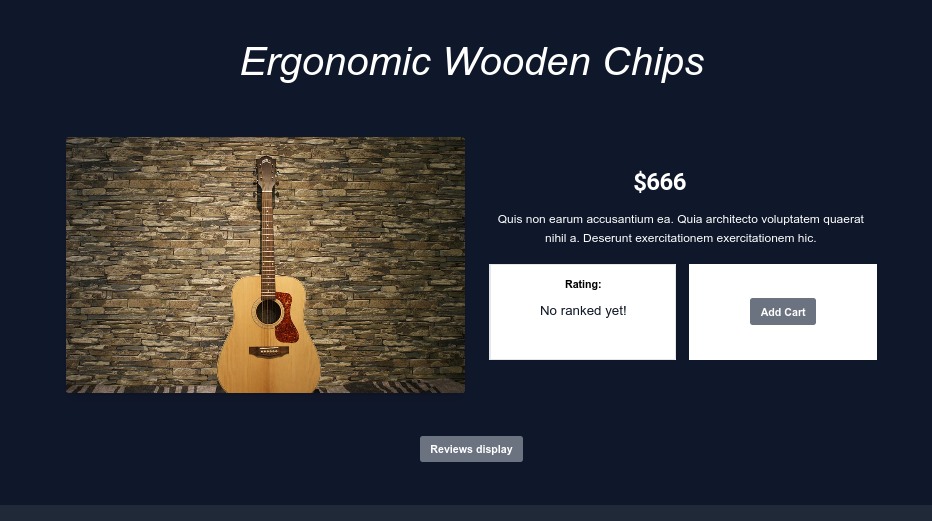 Ergonomic Wooden Chips
$666
Quis non earum accusantium ea. Quia architecto voluptatem quaerat
nihil a. Deserunt exercitationem exercitationem hic.
Rating:
No ranked yet!
Add Cart
Reviews display